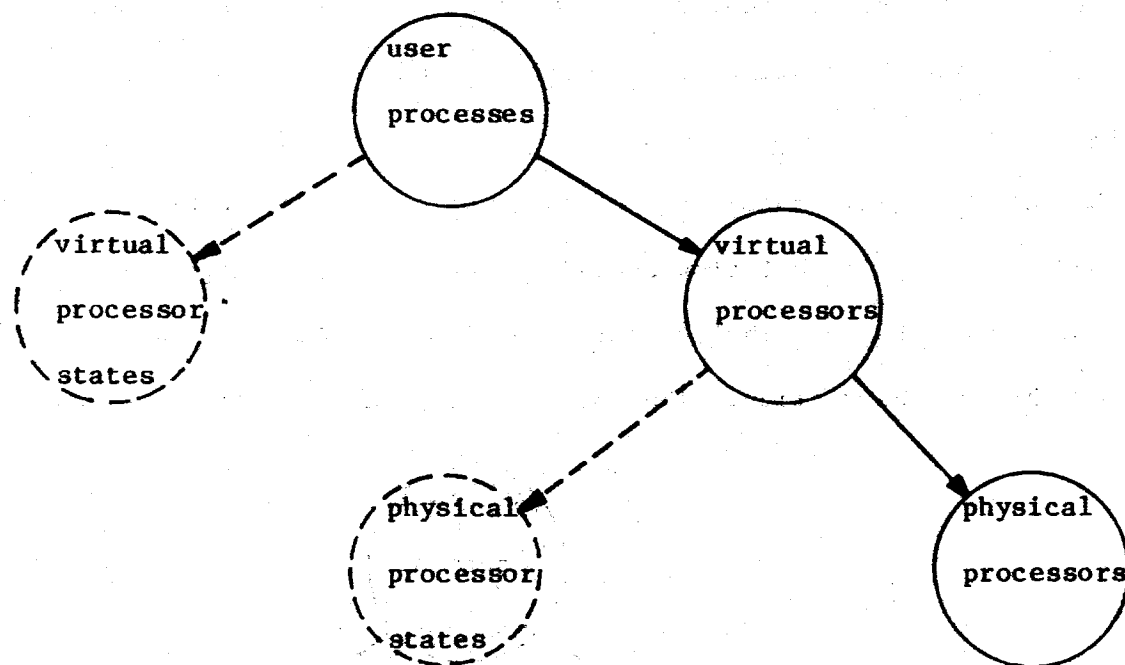 user
processes
virtual
processor
states
virtual
processors
physical
processor
states
physical
processors